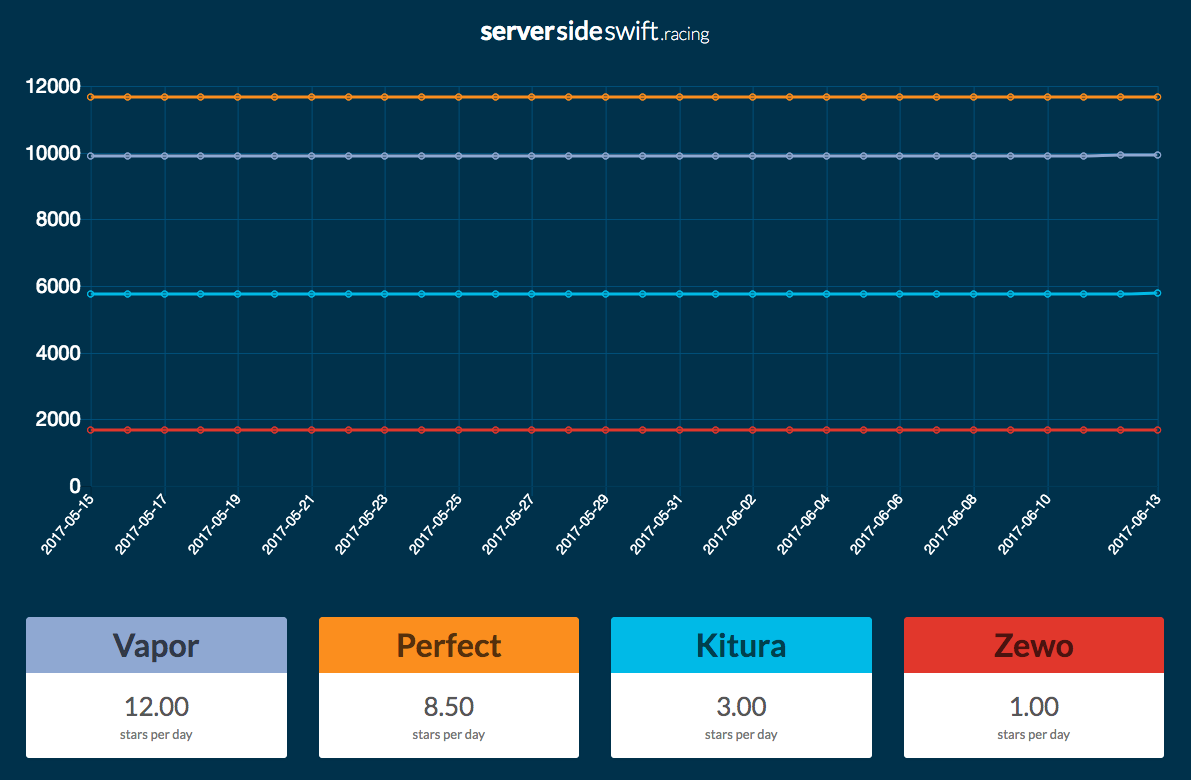 serversideswift.racing
12000
10000
8000
6000
4000
2000
0
2017-05-15 2017-05-17 2017-05-19 2017-05-21 2017-05-23 2017-05-25 2017-05-27 2017-05-29 2017-05-31 2017-06-02 2017-06-04 2017-06-06 2017-06-08 2017-06-10 2017-06-13
Vapor Perfect Kitura Zewo
12.00 8.50 3.00 1.00
stars per day stars per day stars per day stars per day